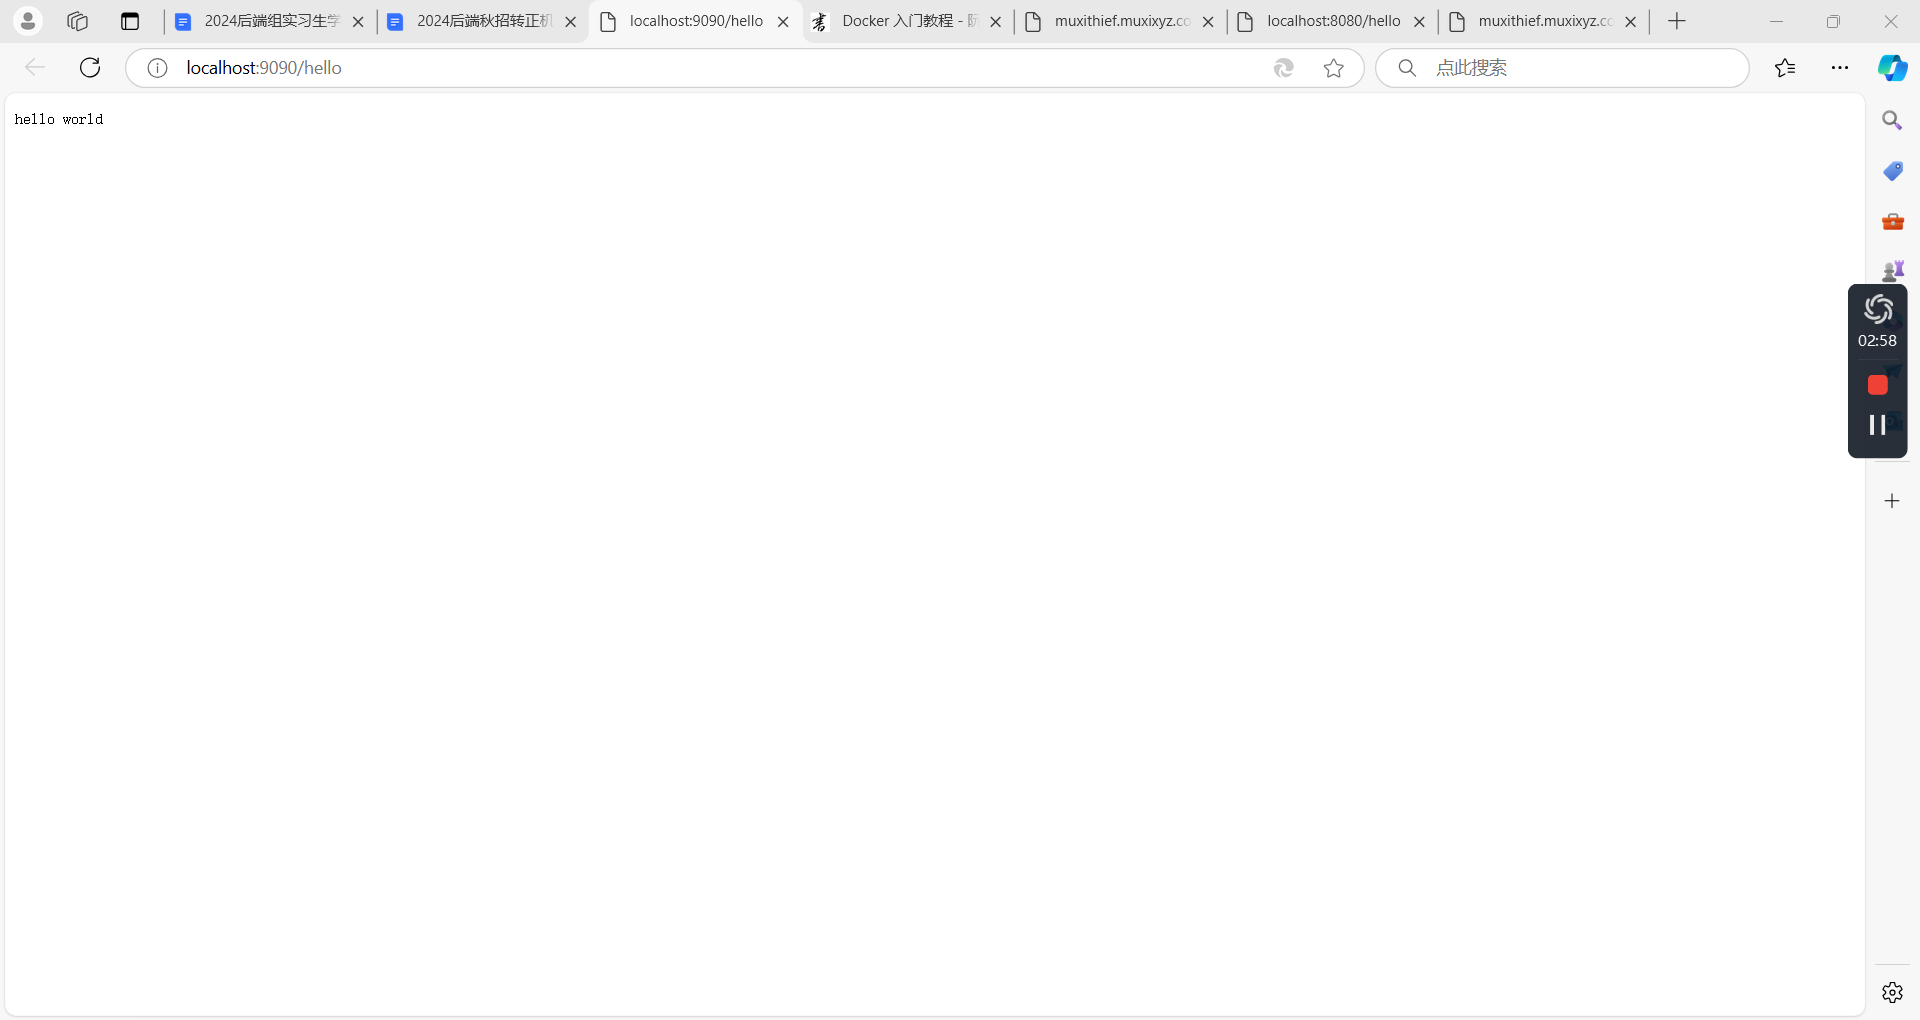 2024后端组实习生学
2024后端秋招转正机
localhost:9090/hello
Docker 入门教程 - 阮
muxithief.muxixyz.co
localhost:8080/hello
muxithief.muxixyz.co
localhost:9090/hello
点此搜索
hello world
02:58